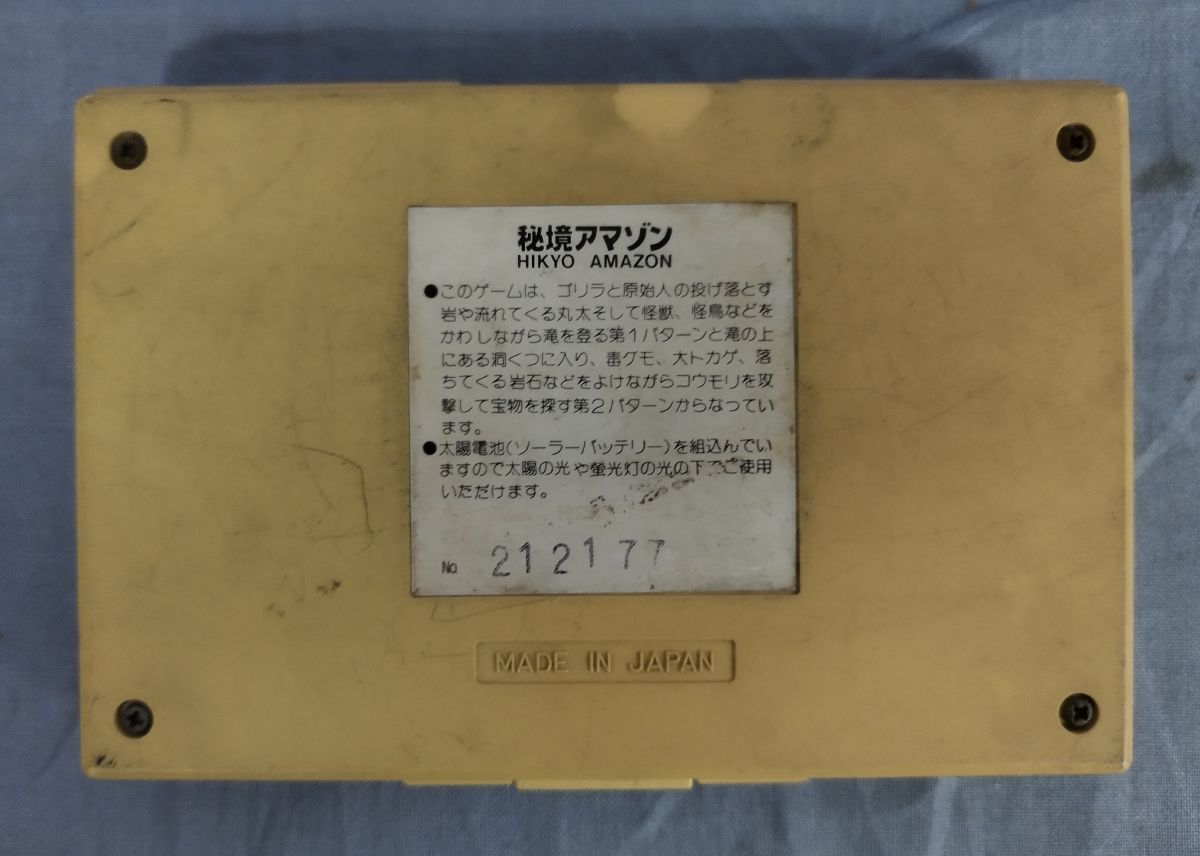 秘境アマゾン
HIKYO AMAZON
●このゲームは、ゴリラと原始人の投げ落とす
岩や流れてくる丸太そして怪獣、怪鳥などを
かわしながら滝を登る第1パターンと滝の上
にある洞くつに入り、毒グモ、大トカゲ、落
ちてくる岩石などをよけながらコウモリを攻
撃して宝物を探す第2パターンからなってい
ます。
●太陽電池(ソーラーバッテリー)を組込んでい
ますので太陽の光や螢光灯の光の下でご使用
いただけます。
No. 212177
MADE IN JAPAN